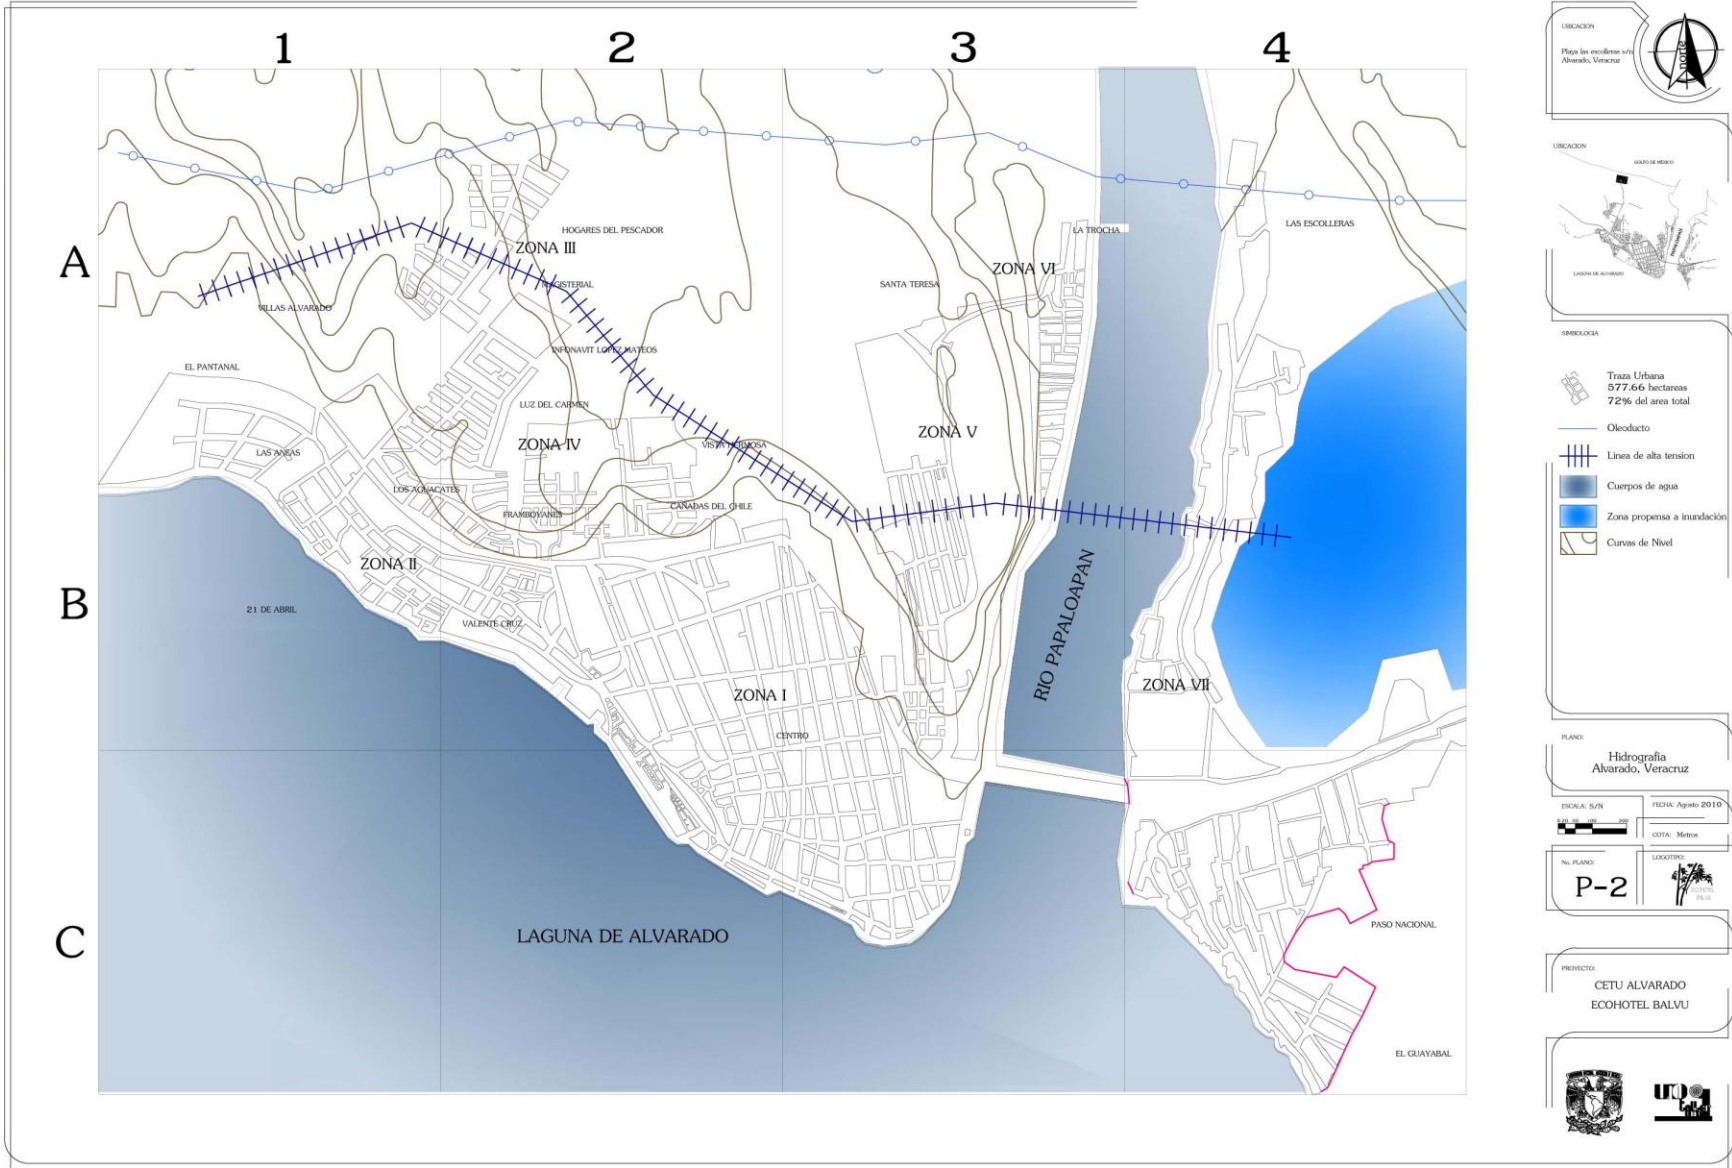 1 2 3 4
A
B
C
HOGARES DEL PESCADOR
ZONA III
MAGISTERIAL
VILLAS ALVARADO
INFONAVIT LOPEZ MATEOS
EL PANTANAL
LUZ DEL CARMEN
ZONA IV
VISTA HERMOSA
LAS ANEAS
LOS AGUACATES
FRAMBOYANES
CAÑADAS DEL CHILE
ZONA II
21 DE ABRIL
VALENTE CRUZ
ZONA I
CENTRO
LAGUNA DE ALVARADO
LA TROCHA
ZONA VI
SANTA TERESA
ZONA V
RIO PAPALOAPAN
LAS ESCOLLERAS
ZONA VII
PASO NACIONAL
EL GUAYABAL
UBICACION
Playa las escolleras s/n
Alvarado, Veracruz
norte
UBICACION
GOLFO DE MÉXICO
LAGUNA DE ALVARADO
SIMBOLOGIA
Traza Urbana
577.66 hectareas
72% del area total
Oleoducto
Linea de alta tension
Cuerpos de agua
Zona propensa a inundación
Curvas de Nivel
PLANO:
Hidrografia
Alvarado, Veracruz
ESCALA: S/N
FECHA: Agosto 2010
COTA: Metros
No. PLANO:
P-2
LOGOTIPO:
PROYECTO:
CETU ALVARADO
ECOHOTEL BALVU